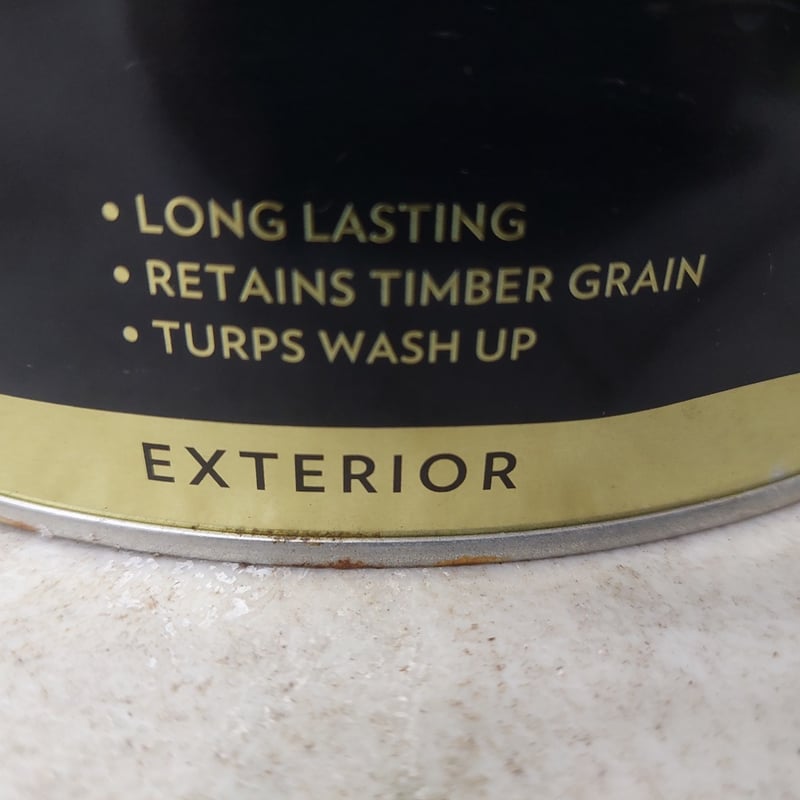 • LONG LASTING
• RETAINS TIMBER GRAIN
• TURPS WASH UP
EXTERIOR